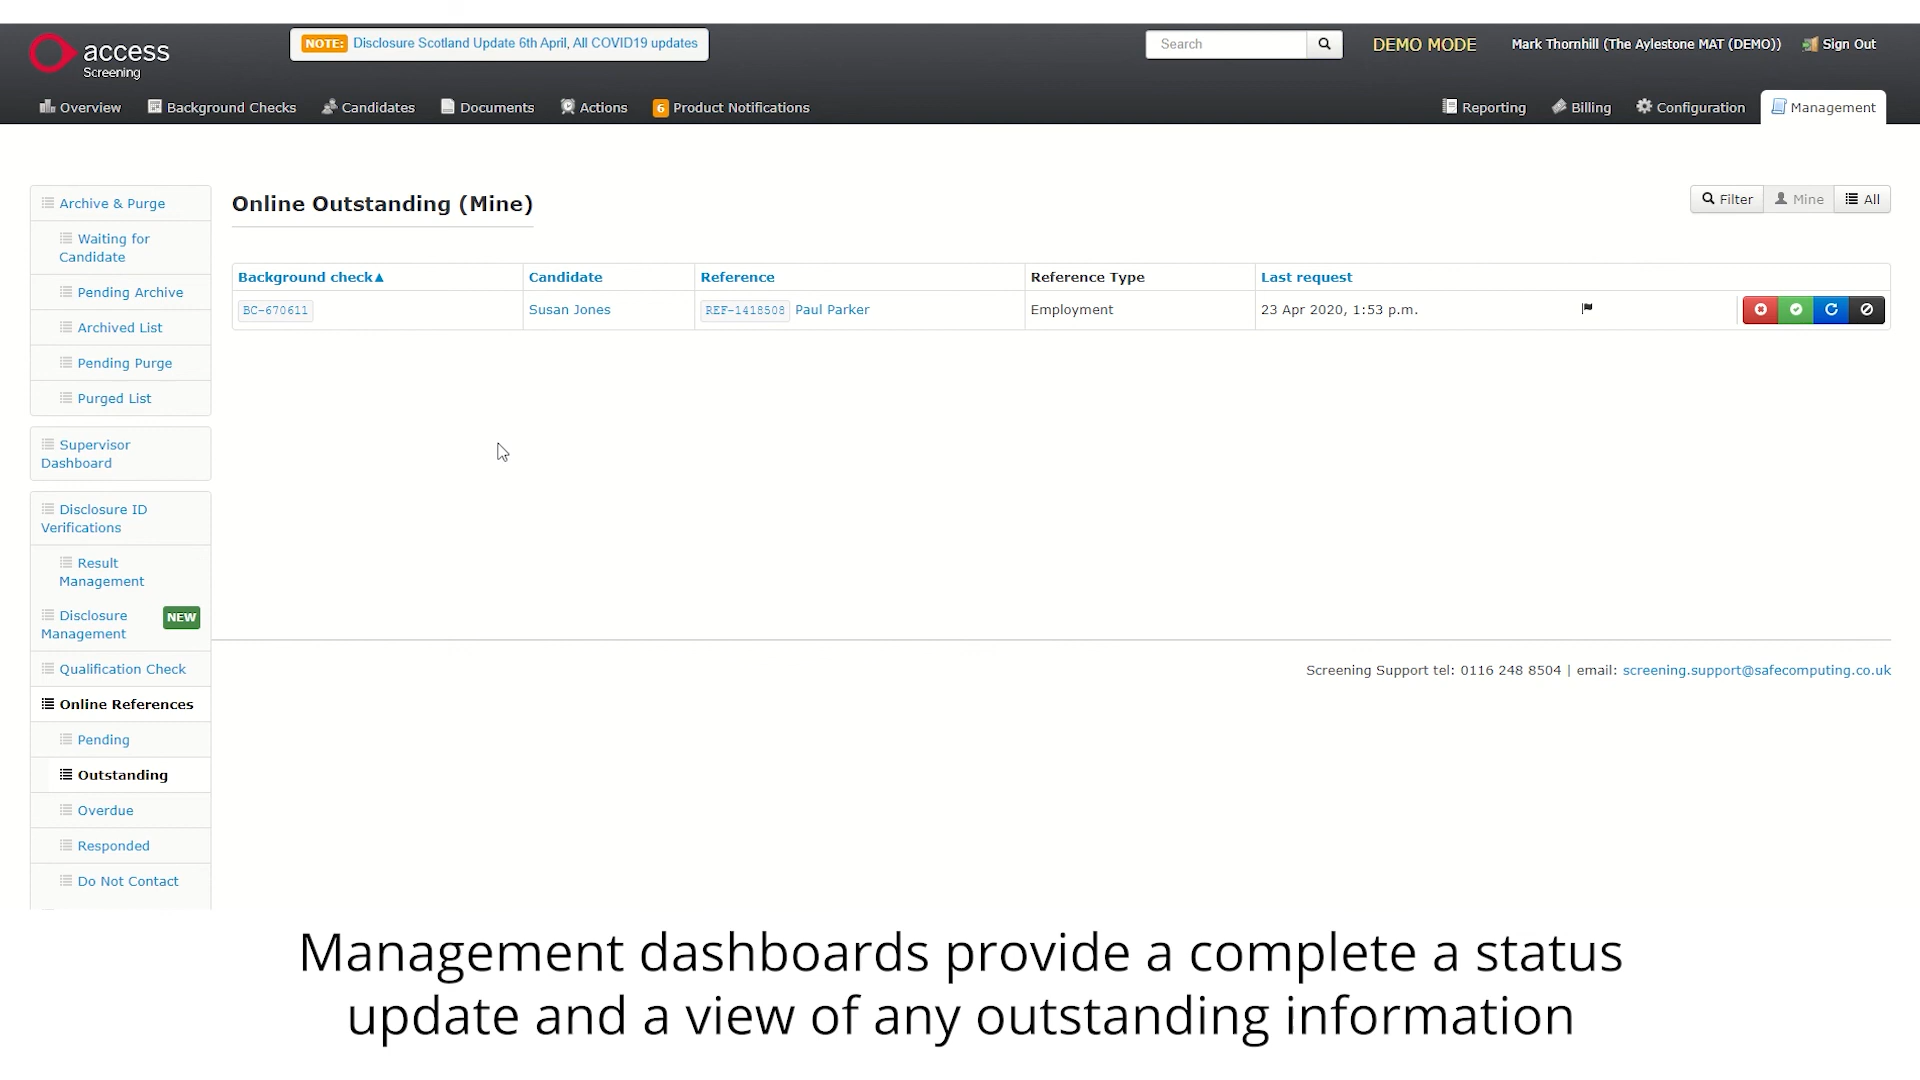 access
Screening
NOTE: Disclosure Scotland Update 6th April, All COVID19 updates
Search
DEMO MODE
Mark Thornhill (The Aylestone MAT (DEMO))
Sign Out
Overview
Background Checks
Candidates
Documents
Actions
6 Product Notifications
Reporting
Billing
Configuration
Management
Archive & Purge
Waiting for
Candidate
Pending Archive
Archived List
Pending Purge
Purged List
Supervisor
Dashboard
Disclosure ID
Verifications
Result
Management
Disclosure
Management
NEW
Qualification Check
Online References
Pending
Outstanding
Overdue
Responded
Do Not Contact
Online Outstanding (Mine)
Filter
Mine
All
Background check▲ Candidate Reference Reference Type Last request
BC-670611 Susan Jones REF-1418508 Paul Parker Employment 23 Apr 2020, 1:53 p.m.
Screening Support tel: 0116 248 8504 | email: screening.support@safecomputing.co.uk
Management dashboards provide a complete a status
update and a view of any outstanding information